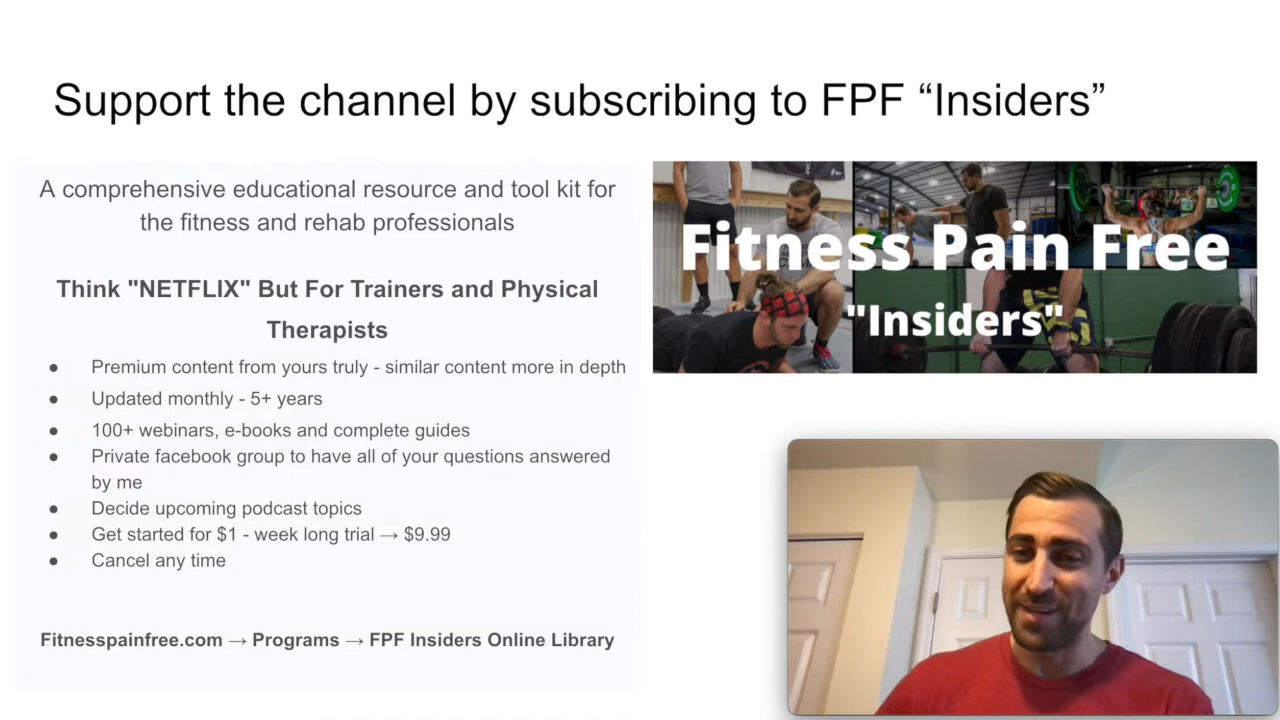 Support the channel by subscribing to FPF “Insiders”
A comprehensive educational resource and tool kit for
the fitness and rehab professionals
Think "NETFLIX" But For Trainers and Physical
Therapists
● Premium content from yours truly - similar content more in depth
● Updated monthly - 5+ years
● 100+ webinars, e-books and complete guides
● Private facebook group to have all of your questions answered
by me
● Decide upcoming podcast topics
● Get started for $1 - week long trial → $9.99
● Cancel any time
Fitnesspainfree.com → Programs → FPF Insiders Online Library
Fitness Pain Free
"Insiders"